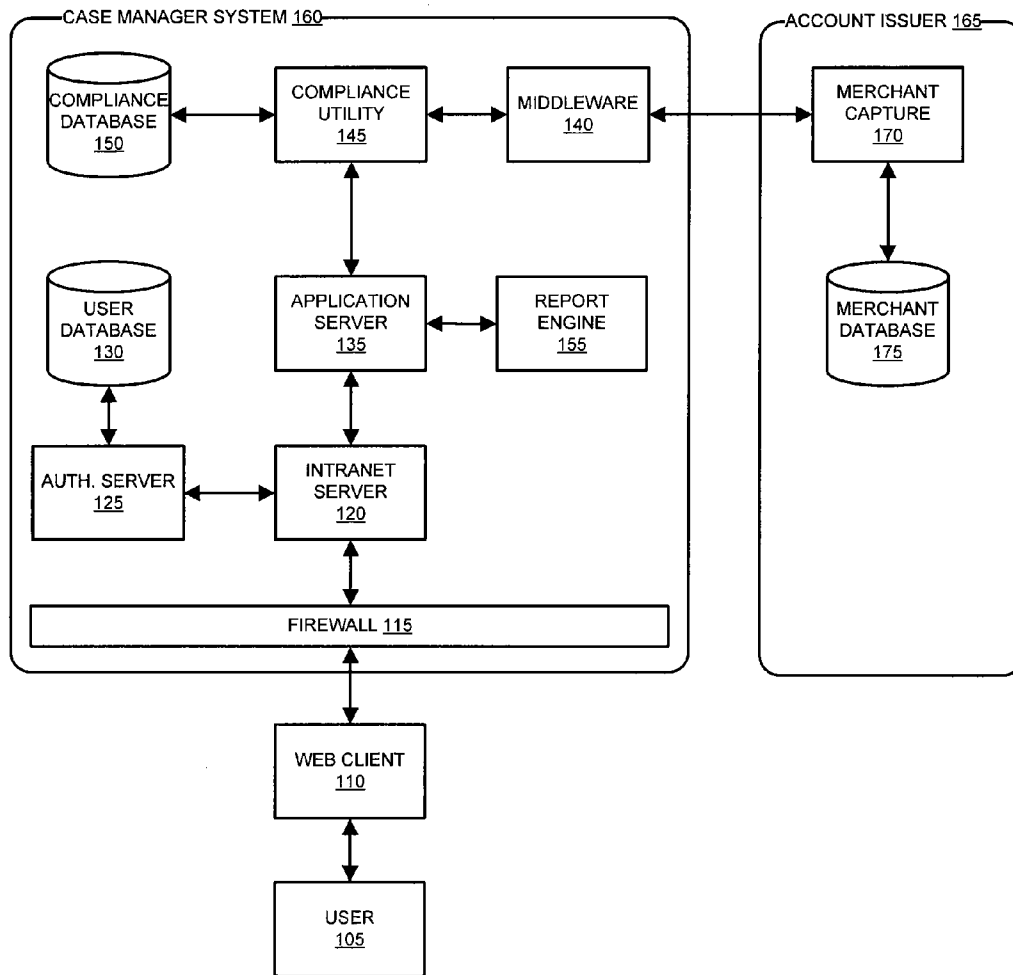 CASE MANAGER SYSTEM 160
ACCOUNT ISSUER 165
COMPLIANCE
DATABASE
150
COMPLIANCE
UTILITY
145
MIDDLEWARE
140
MERCHANT
CAPTURE
170
USER
DATABASE
130
APPLICATION
SERVER
135
REPORT
ENGINE
155
MERCHANT
DATABASE
175
AUTH. SERVER
125
INTRANET
SERVER
120
FIREWALL 115
WEB CLIENT
110
USER
105